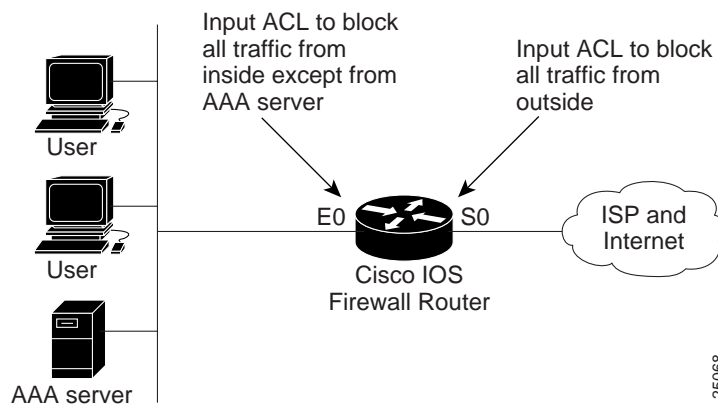 Input ACL to block
all traffic from
inside except from
AAA server
Input ACL to block
all traffic from
outside
User
User
AAA server
E0
S0
Cisco IOS
Firewall Router
ISP and
Internet
25068